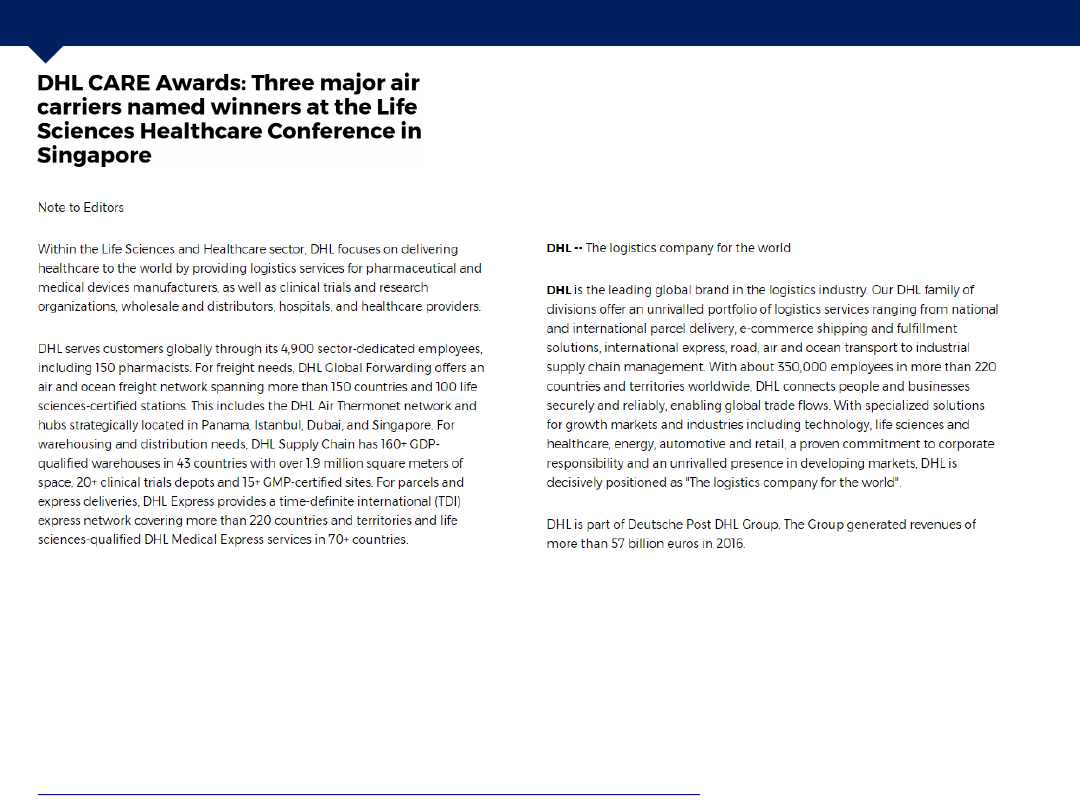 DHL CARE Awards: Three major air
carriers named winners at the Life
Sciences Healthcare Conference in
Singapore
Note to Editors
Within the Life Sciences and Healthcare sector, DHL focuses on delivering
healthcare to the world by providing logistics services for pharmaceutical and
medical devices manufacturers, as well as clinical trials and research
organizations, wholesale and distributors, hospitals, and healthcare providers.
DHL serves customers globally through its 4,900 sector-dedicated employees,
including 150 pharmacists. For freight needs, DHL Global Forwarding offers an
air and ocean freight network spanning more than 150 countries and 100 life
sciences-certified stations. This includes the DHL Air Thermonet network and
hubs strategically located in Panama, Istanbul, Dubai, and Singapore. For
warehousing and distribution needs, DHL Supply Chain has 160+ GDP-
qualified warehouses in 43 countries with over 1.9 million square meters of
space, 20+ clinical trials depots and 15+ GMP-certified sites. For parcels and
express deliveries, DHL Express provides a time-definite international (TDI)
express network covering more than 220 countries and territories and life
sciences-qualified DHL Medical Express services in 70+ countries.
DHL -- The logistics company for the world
DHL is the leading global brand in the logistics industry. Our DHL family of
divisions offer an unrivalled portfolio of logistics services ranging from national
and international parcel delivery, e-commerce shipping and fulfillment
solutions, international express, road, air and ocean transport to industrial
supply chain management. With about 350,000 employees in more than 220
countries and territories worldwide, DHL connects people and businesses
securely and reliably, enabling global trade flows. With specialized solutions
for growth markets and industries including technology, life sciences and
healthcare, energy, automotive and retail, a proven commitment to corporate
responsibility and an unrivalled presence in developing markets, DHL is
decisively positioned as "The logistics company for the world".
DHL is part of Deutsche Post DHL Group. The Group generated revenues of
more than 57 billion euros in 2016.